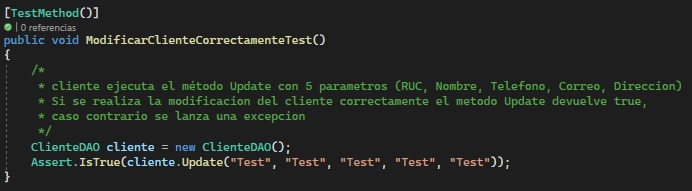 [TestMethod()]
| 0 referencias
public void ModificarClienteCorrectamenteTest()
{
/*
* cliente ejecuta el método Update con 5 parametros (RUC, Nombre, Telefono, Correo, Direccion)
* Si se realiza la modificacion del cliente correctamente el metodo Update devuelve true,
* caso contrario se lanza una excepcion
*/
ClienteDAO cliente = new ClienteDAO();
Assert.IsTrue(cliente.Update("Test", "Test", "Test", "Test", "Test"));
}